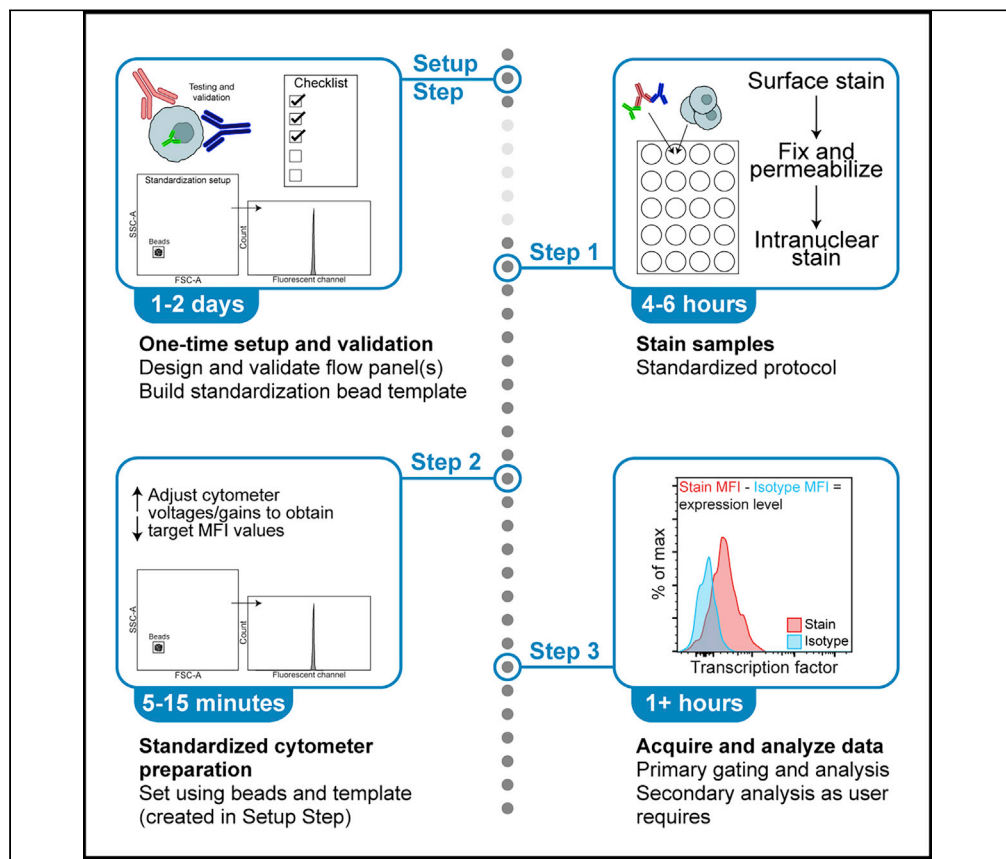 Setup
Step
Testing and
validation
Checklist
Standardization setup
SSC-A
Beads
FSC-A
Count
Fluorescent channel
1-2 days
One-time setup and validation
Design and validate flow panel(s)
Build standardization bead template
Step 1
Surface stain
Fix and
permeabilize
Intranuclear
stain
4-6 hours
Stain samples
Standardized protocol
Step 2
Adjust cytometer
voltages/gains to obtain
target MFI values
SSC-A
Beads
FSC-A
Count
Fluorescent channel
5-15 minutes
Standardized cytometer
preparation
Set using beads and template
(created in Setup Step)
Step 3
Stain MFI - Isotype MFI =
expression level
% of max
Stain
Isotype
Transcription factor
1+ hours
Acquire and analyze data
Primary gating and analysis
Secondary analysis as user
requires